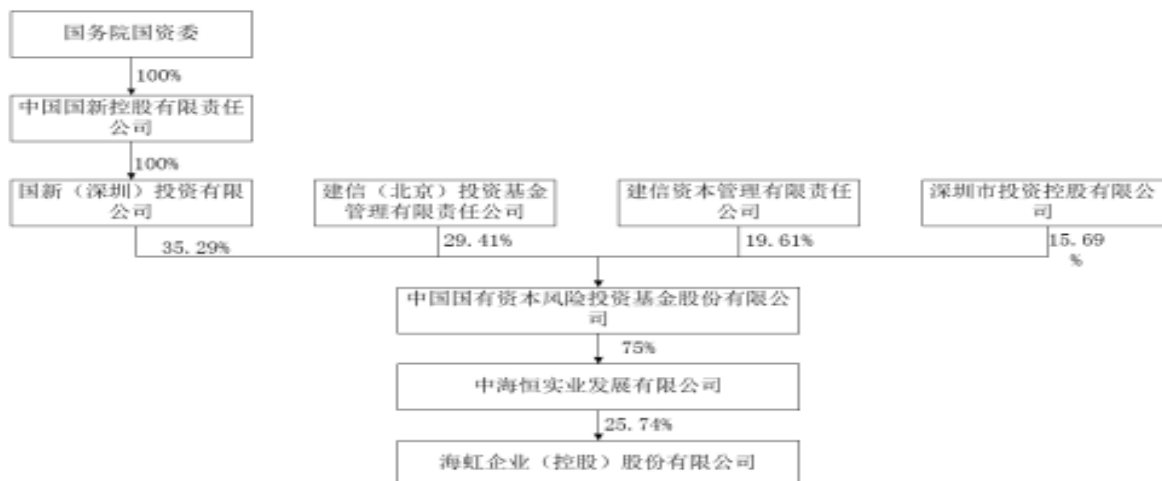 国务院国资委
100%
中国国新控股有限责任
公司
100%
国新（深圳）投资有限
公司
建信（北京）投资基金
管理有限责任公司
建信资本管理有限责任
公司
深圳市投资控股有限公
司
35.29%
29.41%
19.61%
15.69
%
中国国有资本风险投资基金股份有限公
司
75%
中海恒实业发展有限公司
25.74%
海虹企业（控股）股份有限公司